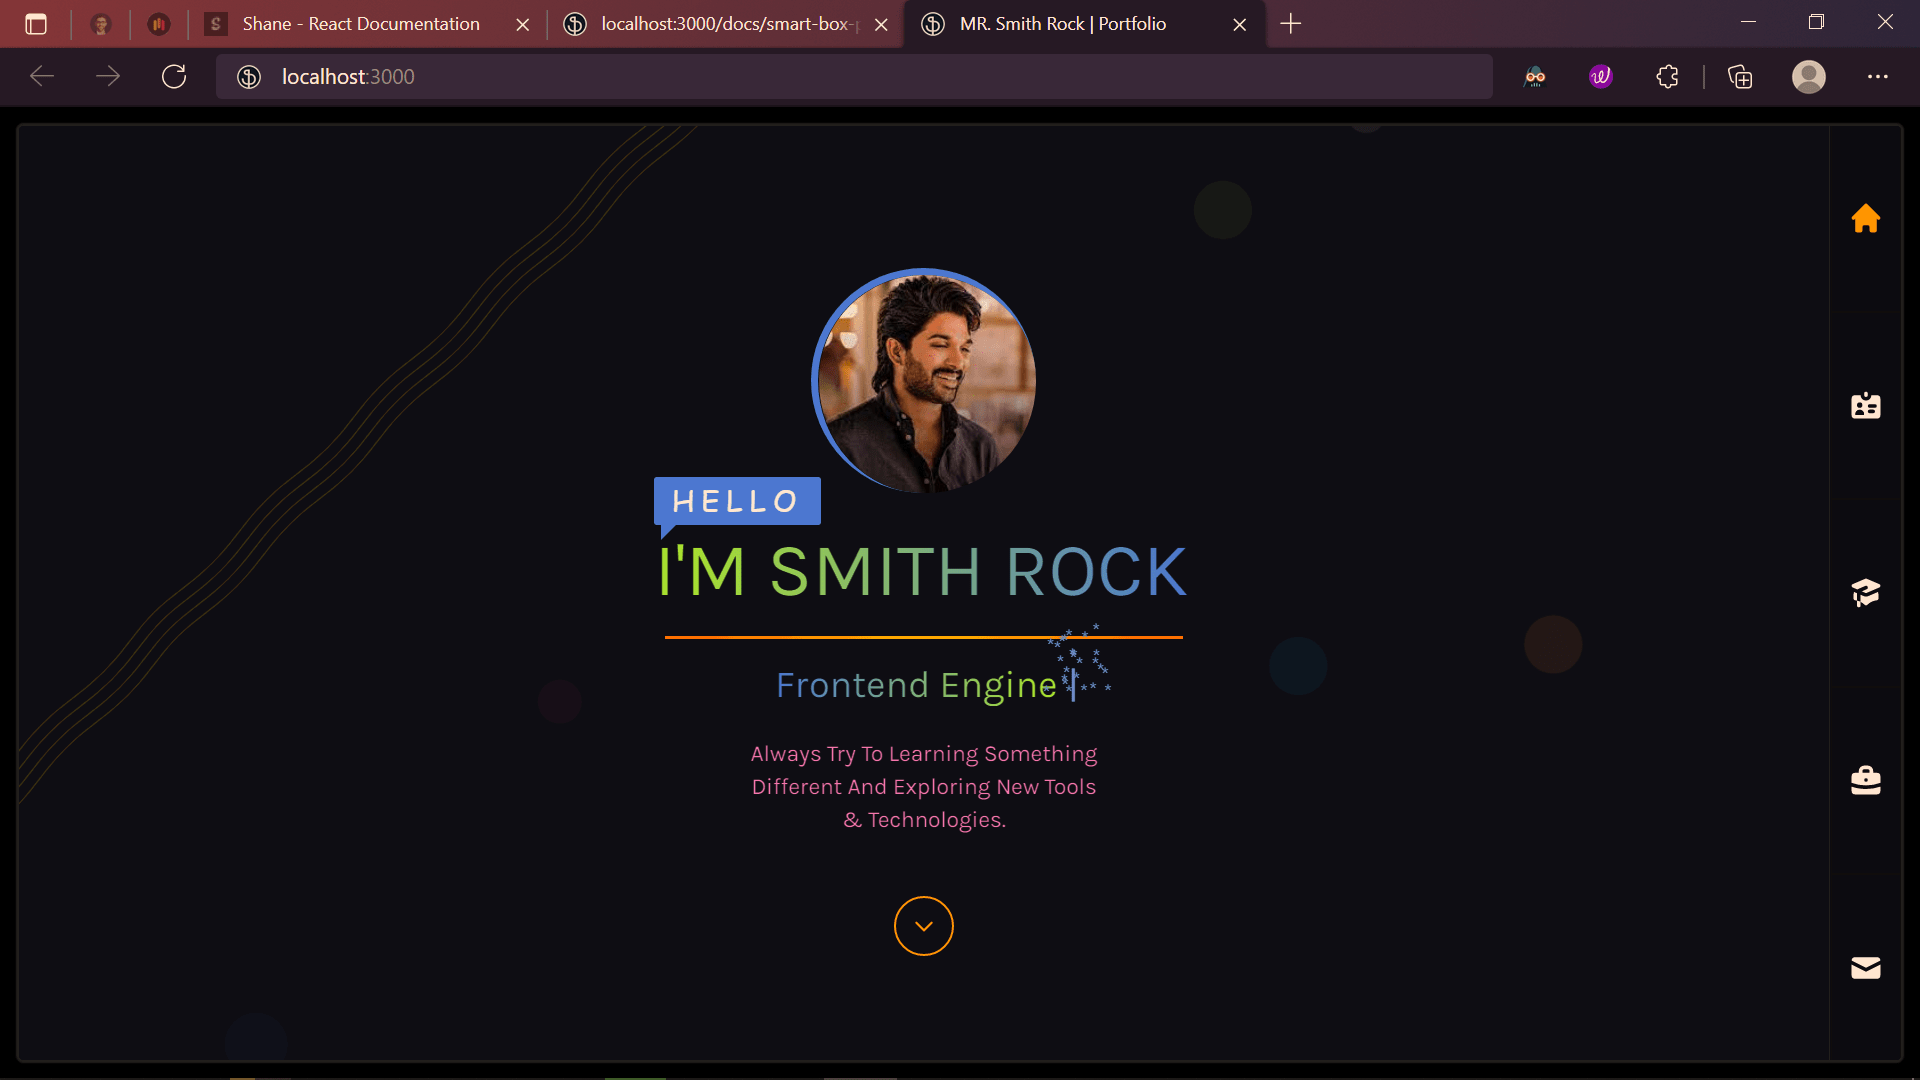 Shane - React Documentation
localhost:3000/docs/smart-box-
MR. Smith Rock | Portfolio
localhost:3000
HELLO
I'M SMITH ROCK
Frontend Engine
Always Try To Learning Something
Different And Exploring New Tools
& Technologies.